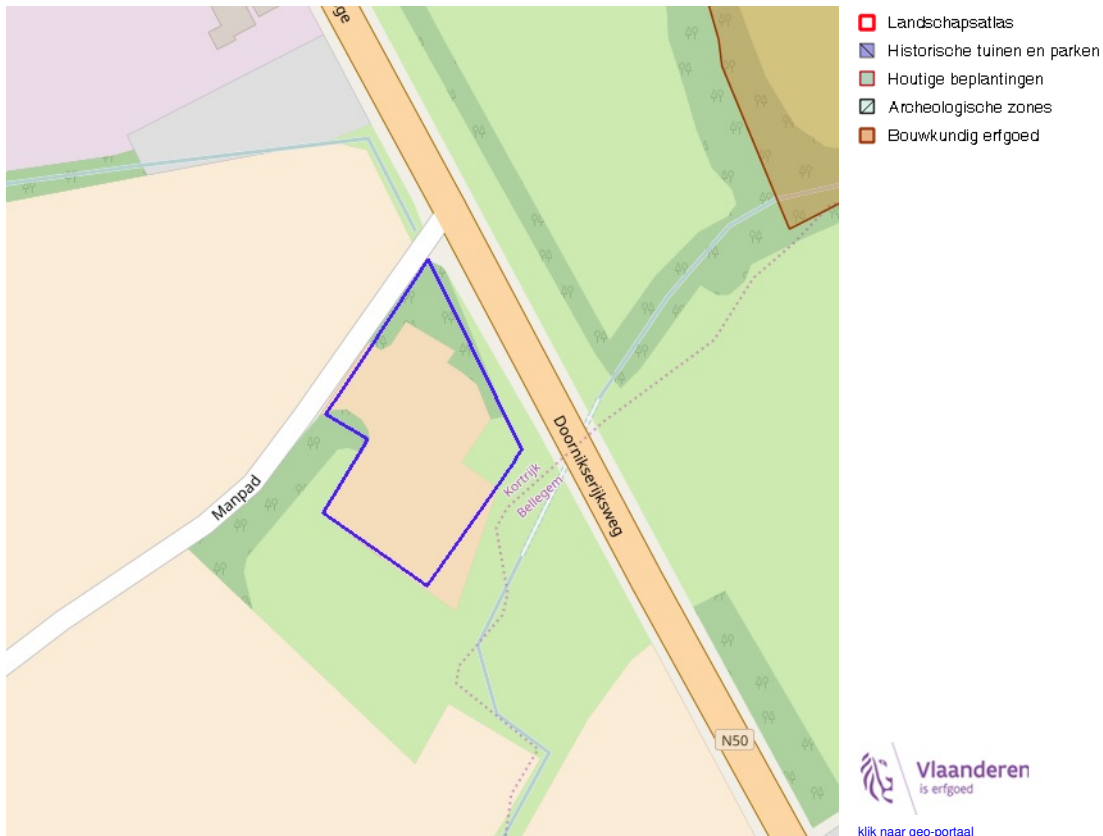 ge
Manpad
Kortrijk
Bellegem
Doornikserijksweg
N50
Landschapsatlas
Historische tuinen en parken
Houtige beplantingen
Archeologische zones
Bouwkundig erfgoed
Vlaanderen
is erfgoed
klik naar geo-portaal